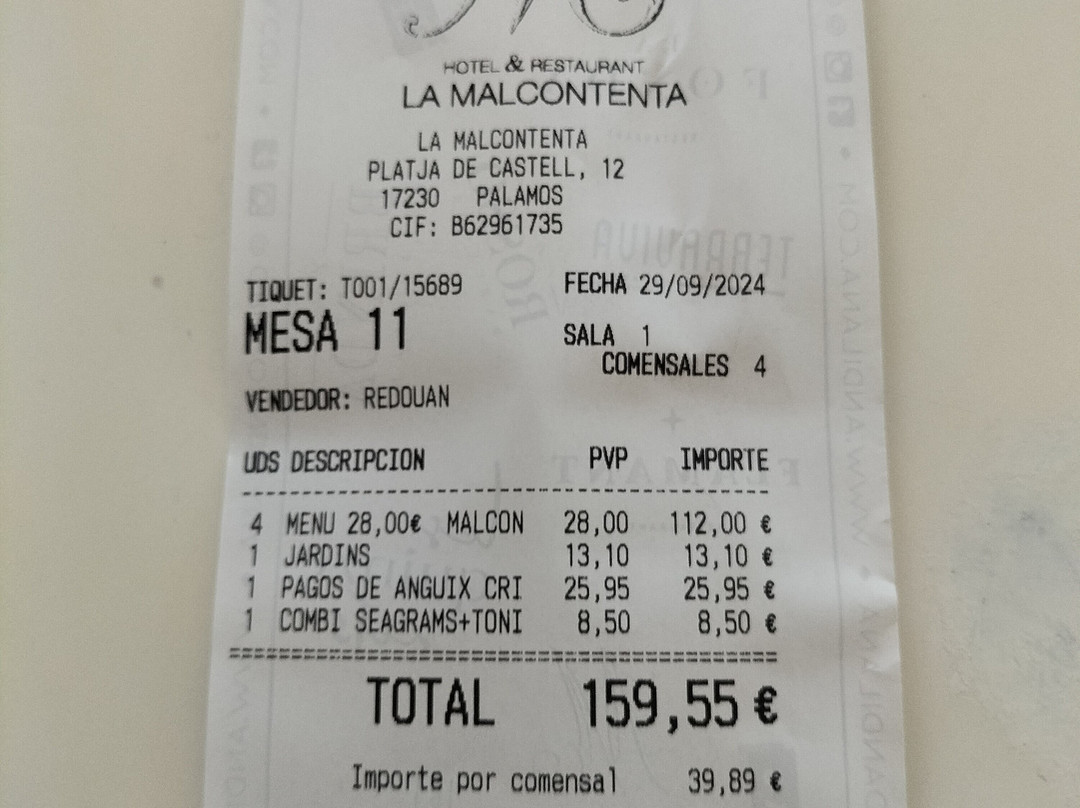 HOTEL & RESTAURANT
LA MALCONTENTA
LA MALCONTENTA
PLATJA DE CASTELL, 12
17230 PALAMOS
CIF: B62961735
TIQUET: T001/15689 FECHA 29/09/2024
MESA 11 SALA 1
COMENSALES 4
VENDEDOR: REDOUAN
UDS DESCRIPCION PVP IMPORTE
4 MENU 28,00€ MALCON 28,00 112,00 €
1 JARDINS 13,10 13,10 €
1 PAGOS DE ANGUIX CRI 25,95 25,95 €
1 COMBI SEAGRAMS+TONI 8,50 8,50 €
TOTAL 159,55 €
Importe por comensal 39,89 €